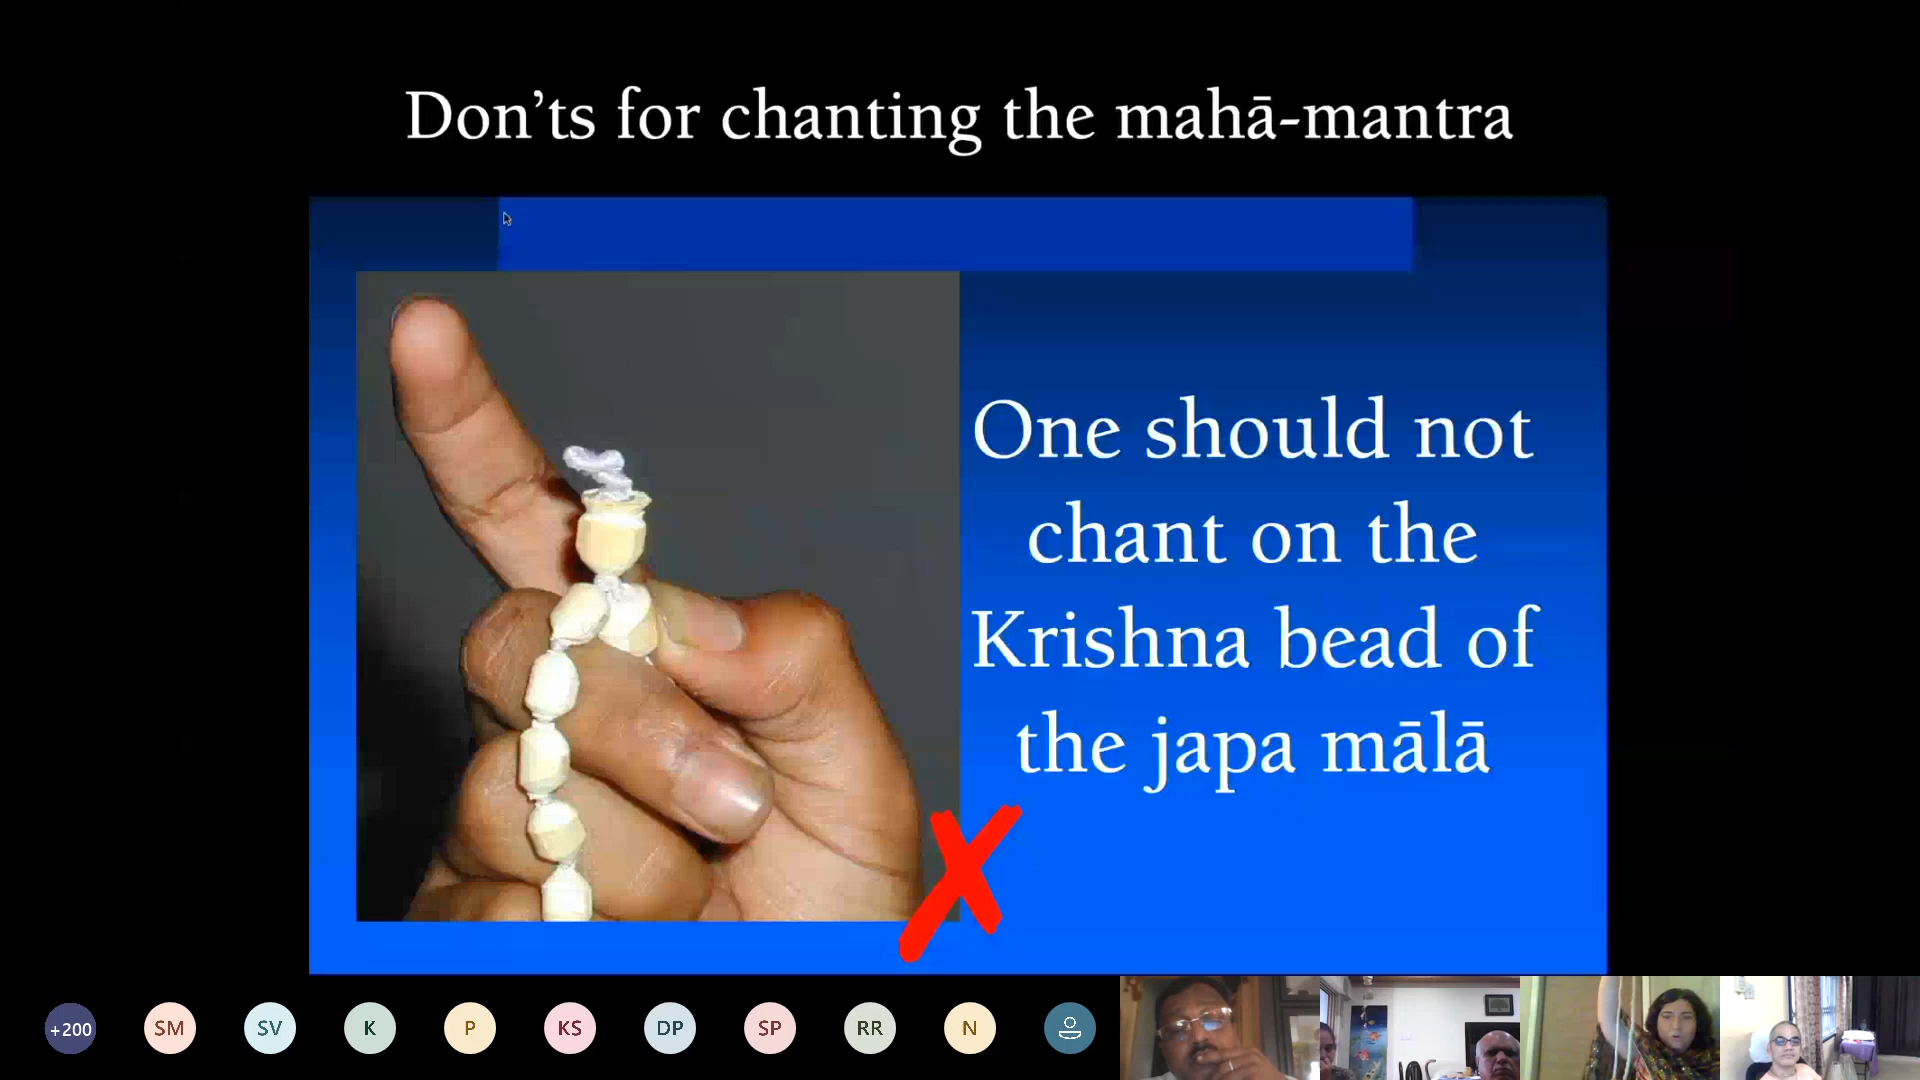 Don’ts for chanting the mahā-mantra
One should not
chant on the
Krishna bead of
the japa mālā
+200
SM
SV
K
P
KS
DP
SP
RR
N